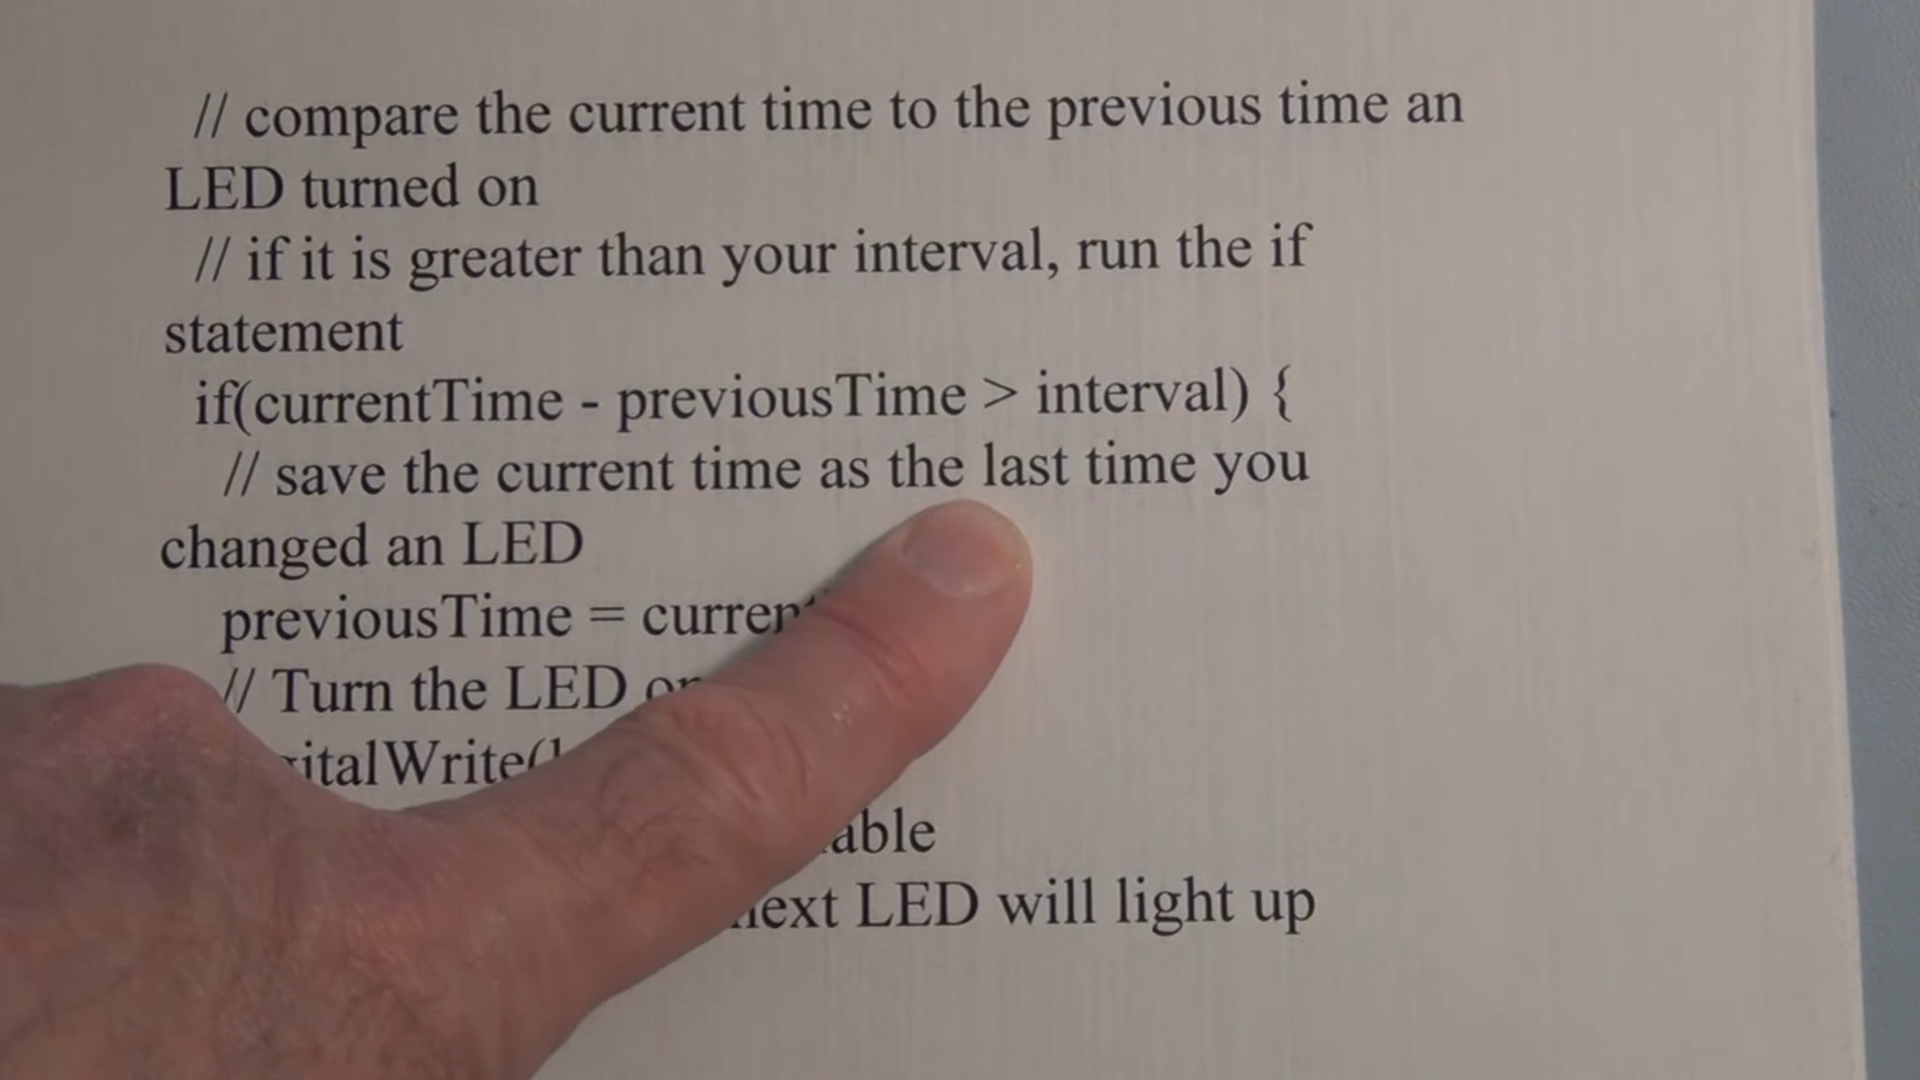 // compare the current time to the previous time an
LED turned on
// if it is greater than your interval, run the if
statement
if(currentTime - previousTime > interval) {
// save the current time as the last time you
changed an LED
previousTime =
// Turn the LED
next LED will light up